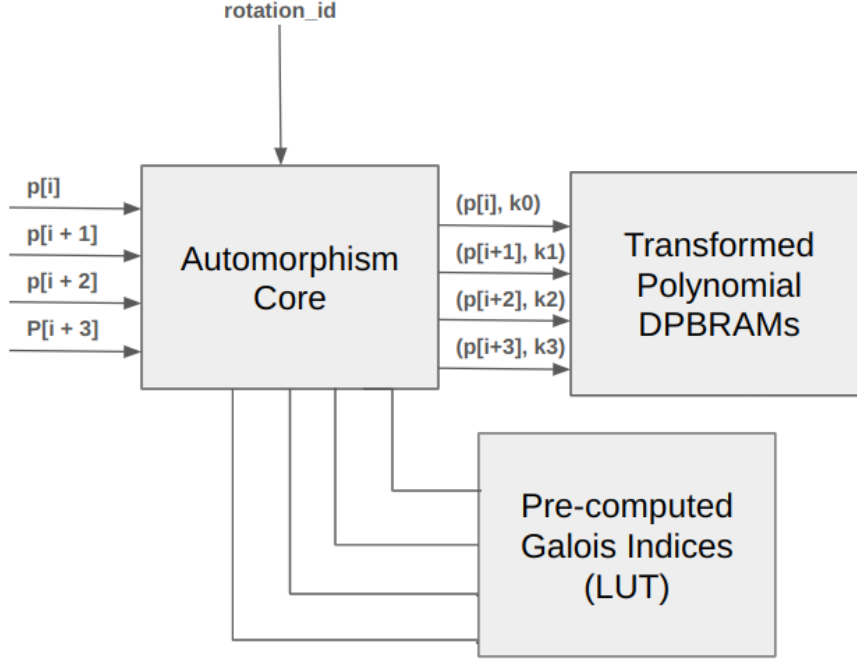 rotation_id
p[i]
p[i + 1]
p[i + 2]
P[i + 3]
Automorphism
Core
(p[i], k0)
(p[i+1], k1)
(p[i+2], k2)
(p[i+3], k3)
Transformed
Polynomial
DPBRAMs
Pre-computed
Galois Indices
(LUT)